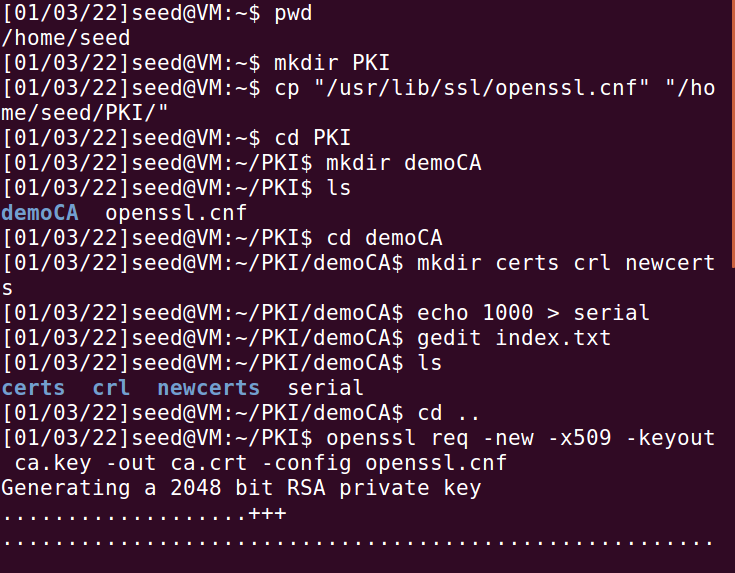 [01/03/22]seed@VM:~$ pwd
/home/seed
[01/03/22]seed@VM:~$ mkdir PKI
[01/03/22]seed@VM:~$ cp "/usr/lib/ssl/openssl.cnf" "/ho
me/seed/PKI/"
[01/03/22]seed@VM:~$ cd PKI
[01/03/22]seed@VM:~/PKI$ mkdir demoCA
[01/03/22]seed@VM:~/PKI$ ls
demoCA  openssl.cnf
[01/03/22]seed@VM:~/PKI$ cd demoCA
[01/03/22]seed@VM:~/PKI/demoCA$ mkdir certs crl newcert
s
[01/03/22]seed@VM:~/PKI/demoCA$ echo 1000 > serial
[01/03/22]seed@VM:~/PKI/demoCA$ gedit index.txt
[01/03/22]seed@VM:~/PKI/demoCA$ ls
certs  crl  newcerts  serial
[01/03/22]seed@VM:~/PKI/demoCA$ cd ..
[01/03/22]seed@VM:~/PKI$ openssl req -new -x509 -keyout
 ca.key -out ca.crt -config openssl.cnf
Generating a 2048 bit RSA private key
...................+++
.......................................................